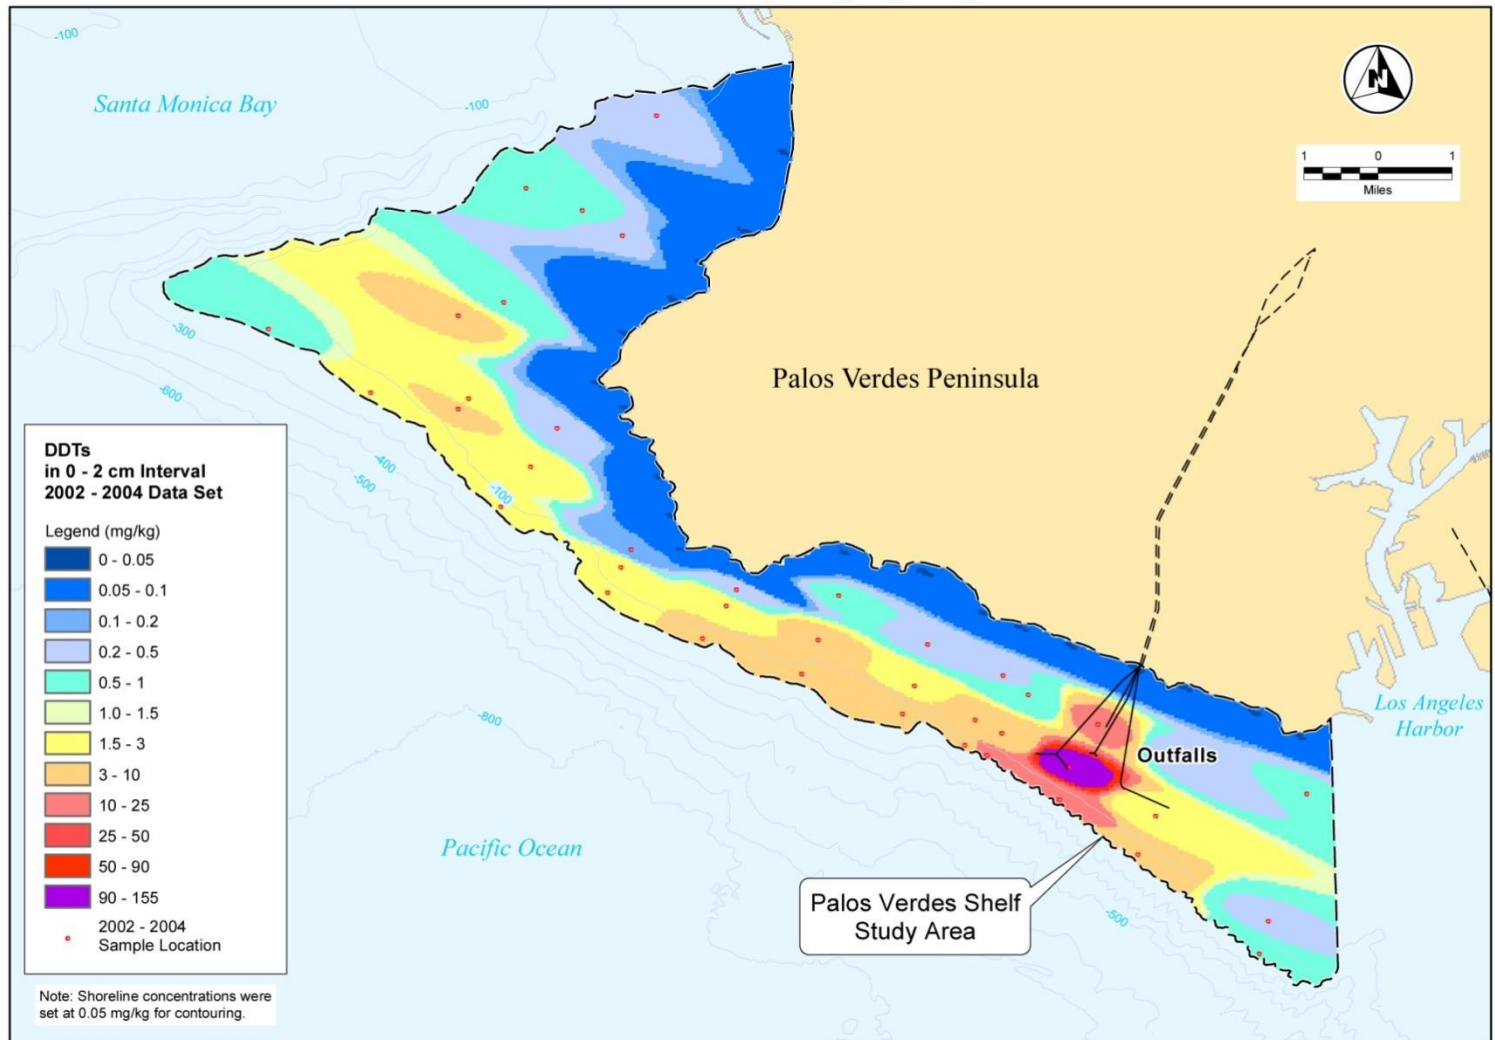 -100
Santa Monica Bay
-100
N
1 0 1
Miles
-300
-600
Palos Verdes Peninsula
-400
-500
-100
DDTs
in 0 - 2 cm Interval
2002 - 2004 Data Set
Legend (mg/kg)
0 - 0.05
0.05 - 0.1
0.1 - 0.2
0.2 - 0.5
0.5 - 1
1.0 - 1.5
1.5 - 3
3 - 10
10 - 25
25 - 50
50 - 90
90 - 155
2002 - 2004
Sample Location
Note: Shoreline concentrations were
set at 0.05 mg/kg for contouring.
-800
Los Angeles
Harbor
Outfalls
Pacific Ocean
Palos Verdes Shelf
Study Area
-500